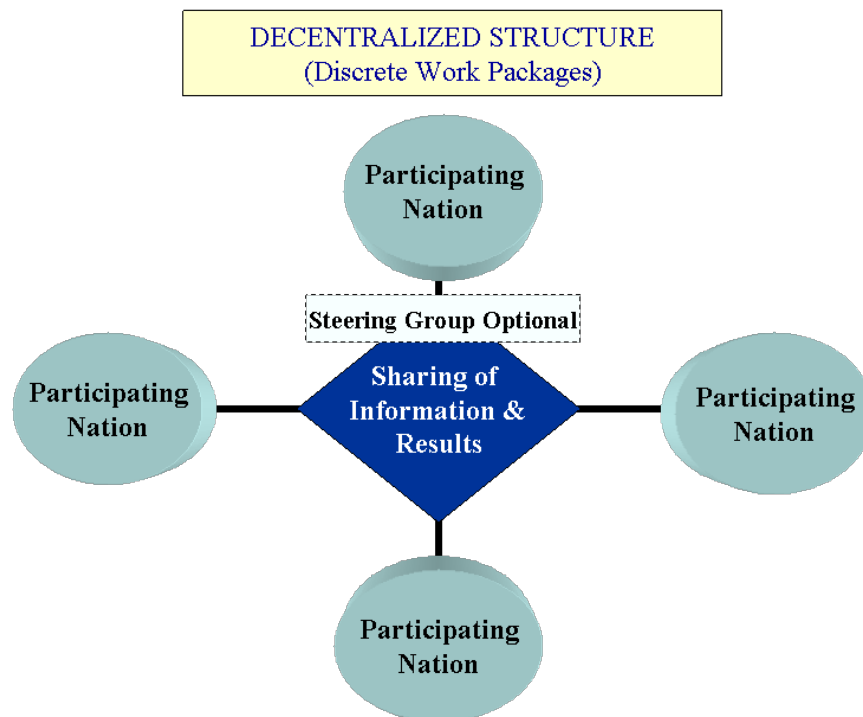 DECENTRALIZED STRUCTURE
(Discrete Work Packages)
Participating
Nation
Steering Group Optional
Participating
Nation
Sharing of
Information &
Results
Participating
Nation
Participating
Nation